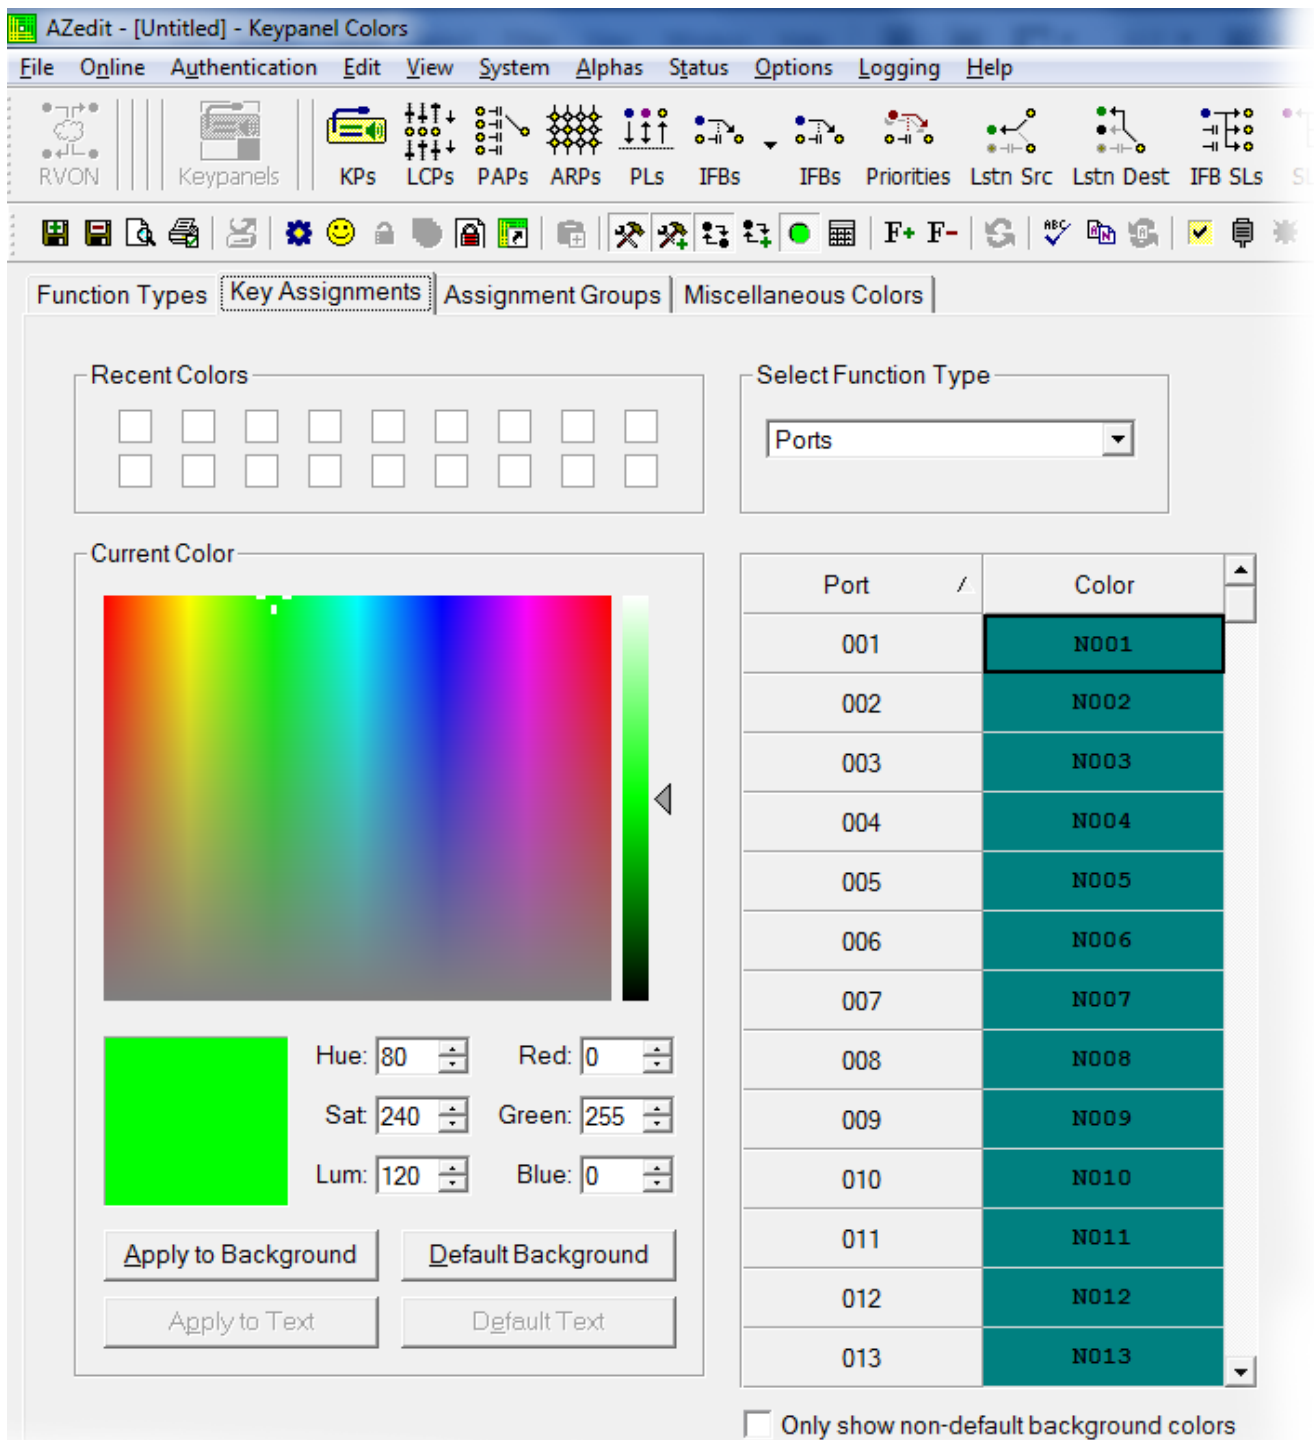 AZedit - [Untitled] - Keypanel Colors
File Online Authentication Edit View System Alphas Status Options Logging Help
RVON Keypanels KPs LCPs PAPs ARPs PLs IFBs IFBs Priorities Lstn Src Lstn Dest IFB SLs
F+ F-
Function Types Key Assignments Assignment Groups Miscellaneous Colors
Recent Colors
Select Function Type
Ports
Current Color
Port Color
001 N001
002 N002
003 N003
004 N004
005 N005
006 N006
007 N007
008 N008
009 N009
010 N010
011 N011
012 N012
013 N013
Hue: 80 Red: 0
Sat: 240 Green: 255
Lum: 120 Blue: 0
Apply to Background Default Background
Apply to Text Default Text
Only show non-default background colors